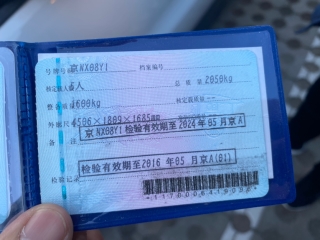 号牌号码 京NX08Y1 档案编号
核定载人数 5人 总质量 2050kg
整备质量 1600kg 核定载质量 --
外廓尺寸 4506×1809×1685mm
备注 京NX08Y1 检验有效期至2024年05月京A
检验记录 检验有效期至2016年05月京A(01)